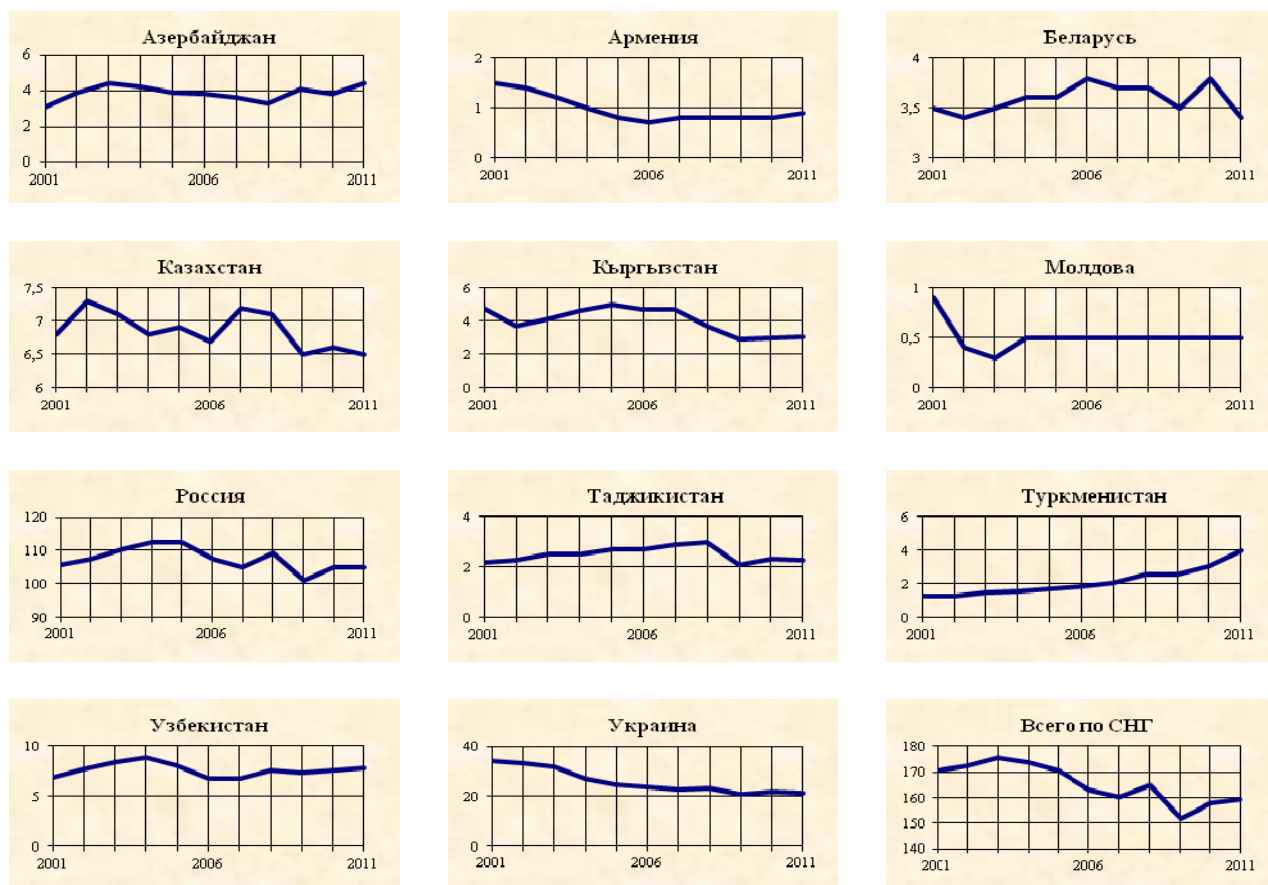 Азербайджан
6
4
2
0
2001 2006 2011
Армения
2
1
0
2001 2006 2011
Беларусь
4
3,5
3
2001 2006 2011
Казахстан
7,5
7
6,5
6
2001 2006 2011
Кыргызстан
6
4
2
0
2001 2006 2011
Молдова
1
0,5
0
2001 2006 2011
Россия
120
110
100
90
2001 2006 2011
Таджикистан
4
2
0
2001 2006 2011
Туркменистан
6
4
2
0
2001 2006 2011
Узбекистан
10
5
0
2001 2006 2011
Украина
40
20
0
2001 2006 2011
Всего по СНГ
180
170
160
150
140
2001 2006 2011